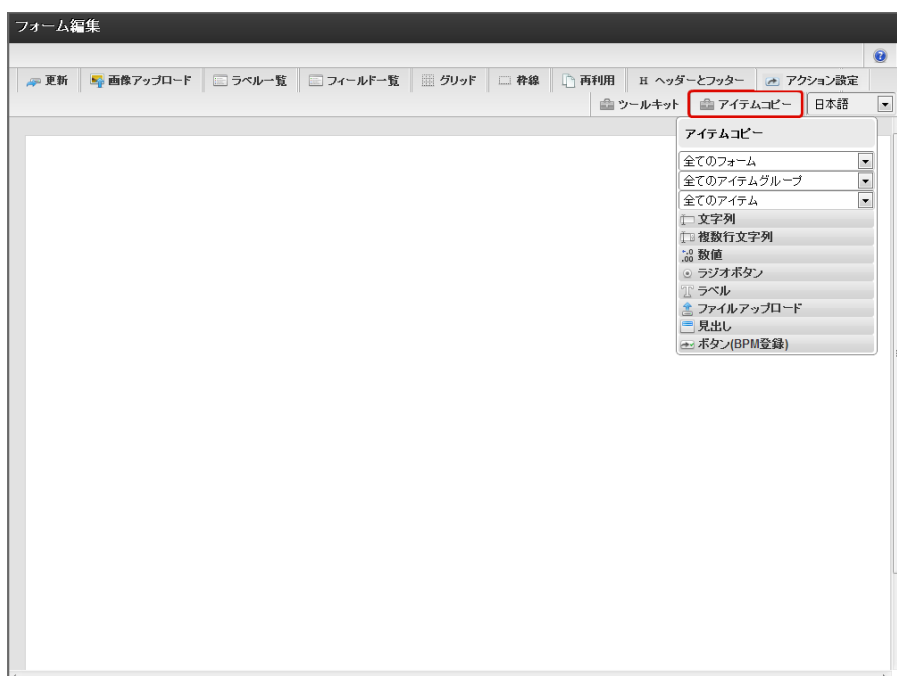 フォーム編集
更新 画像アップロード ラベル一覧 フィールド一覧 グリッド 枠線 再利用 H ヘッダーとフッター アクション設定
ツールキット アイテムコピー 日本語
アイテムコピー
全てのフォーム
全てのアイテムグループ
全てのアイテム
文字列
複数行文字列
数値
ラジオボタン
ラベル
ファイルアップロード
見出し
ボタン(BPM登録)